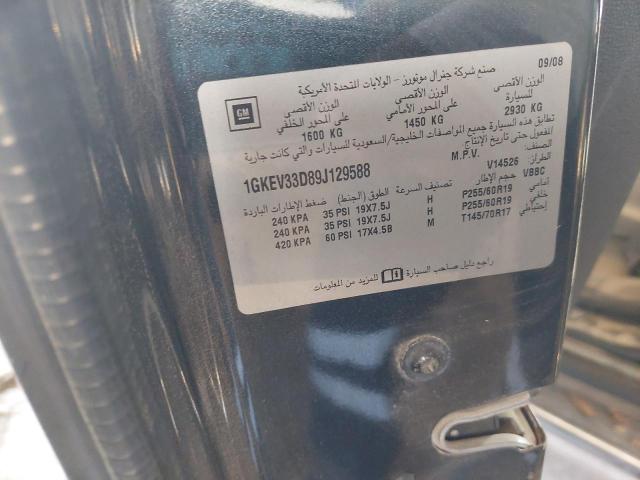 09/08
صنع شركة جنرال موتورز - الولايات المتحدة الأمريكية
GM
الوزن الأقصى للسيارة 2930 KG
الوزن الأقصى على المحور الأمامي 1450 KG
الوزن الأقصى على المحور الخلفي 1600 KG
تطابق هذه السيارة جميع المواصفات الخليجية/السعودية للسيارات والتي كانت جارية
المفعول حتى تاريخ الإنتاج.
الصنف: M.P.V.
الطراز: V14526
1GKEV33D89J129588
VBBC حجم الإطار تصنيف السرعة الطوق (الجنط) ضغط الإطارات الباردة
أمامي P255/60R19 H 19X7.5J 35 PSI 240 KPA
خلفي P255/60R19 H 19X7.5J 35 PSI 240 KPA
إحتياطي T145/70R17 M 17X4.5B 60 PSI 420 KPA
راجع دليل صاحب السيارة للمزيد من المعلومات